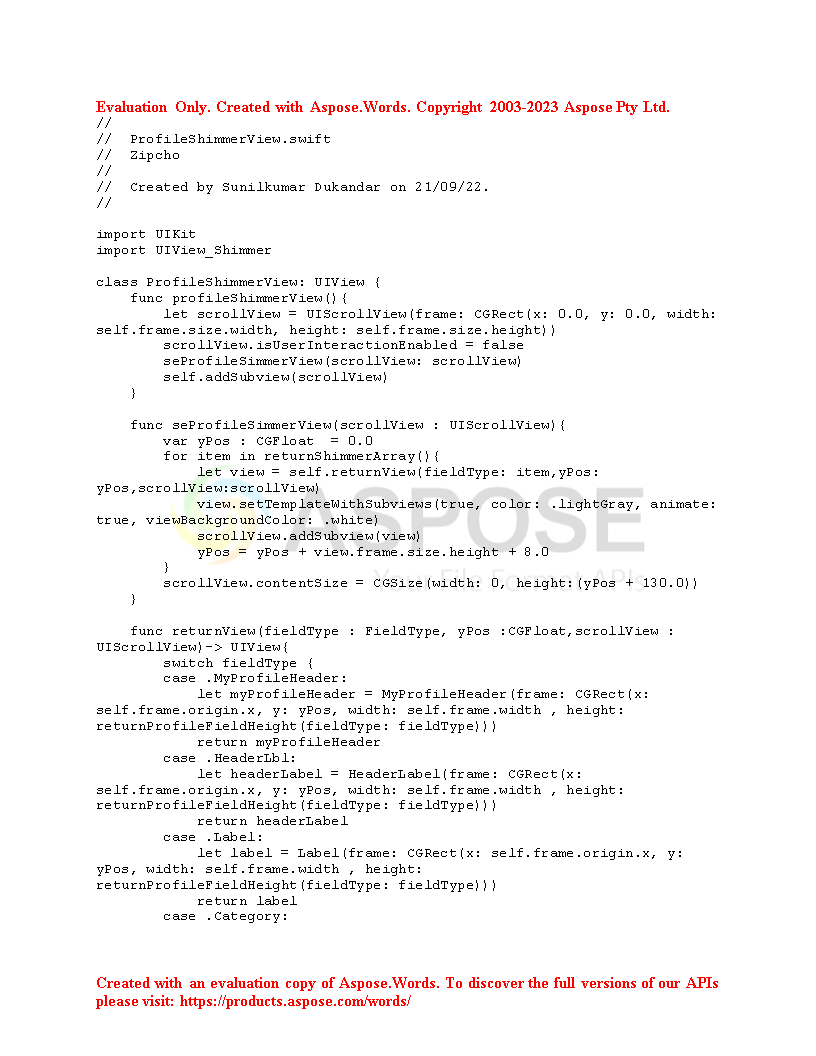 Evaluation Only. Created with Aspose.Words. Copyright 2003-2023 Aspose Pty Ltd.
//
//  ProfileShimmerView.swift
//  Zipcho
//
//  Created by Sunilkumar Dukandar on 21/09/22.
//

import UIKit
import UIView_Shimmer

class ProfileShimmerView: UIView {
    func profileShimmerView(){
        let scrollView = UIScrollView(frame: CGRect(x: 0.0, y: 0.0, width:
self.frame.size.width, height: self.frame.size.height))
        scrollView.isUserInteractionEnabled = false
        seProfileSimmerView(scrollView: scrollView)
        self.addSubview(scrollView)
    }

    func seProfileSimmerView(scrollView : UIScrollView){
        var yPos : CGFloat  = 0.0
        for item in returnShimmerArray(){
            let view = self.returnView(fieldType: item,yPos:
yPos,scrollView:scrollView)
            view.setTemplateWithSubviews(true, color: .lightGray, animate:
true, viewBackgroundColor: .white)
            scrollView.addSubview(view)
            yPos = yPos + view.frame.size.height + 8.0
        }
        scrollView.contentSize = CGSize(width: 0, height:(yPos + 130.0))
    }

    func returnView(fieldType : FieldType, yPos :CGFloat,scrollView :
UIScrollView)-> UIView{
        switch fieldType {
        case .MyProfileHeader:
            let myProfileHeader = MyProfileHeader(frame: CGRect(x:
self.frame.origin.x, y: yPos, width: self.frame.width , height:
returnProfileFieldHeight(fieldType: fieldType)))
            return myProfileHeader
        case .HeaderLbl:
            let headerLabel = HeaderLabel(frame: CGRect(x:
self.frame.origin.x, y: yPos, width: self.frame.width , height:
returnProfileFieldHeight(fieldType: fieldType)))
            return headerLabel
        case .Label:
            let label = Label(frame: CGRect(x: self.frame.origin.x, y:
yPos, width: self.frame.width , height:
returnProfileFieldHeight(fieldType: fieldType)))
            return label
        case .Category:
ASPOSE
Your File Format APIs
Created with an evaluation copy of Aspose.Words. To discover the full versions of our APIs
please visit: https://products.aspose.com/words/